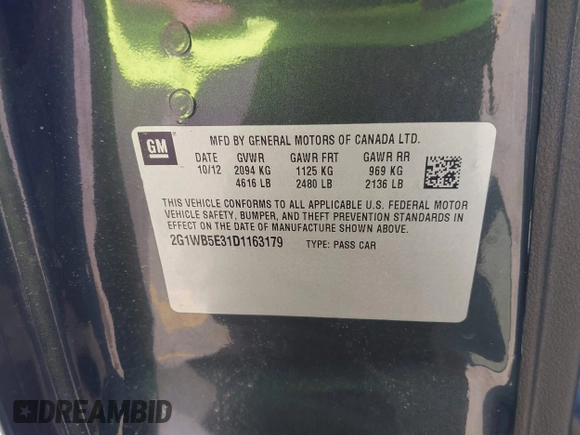 GM
MFD BY GENERAL MOTORS OF CANADA LTD.
DATE GVWR GAWR FRT GAWR RR
10/12 2094 KG 1125 KG 969 KG
4616 LB 2480 LB 2136 LB
THIS VEHICLE CONFORMS TO ALL APPLICABLE U.S. FEDERAL MOTOR
VEHICLE SAFETY, BUMPER, AND THEFT PREVENTION STANDARDS
IN EFFECT ON THE DATE OF MANUFACTURE SHOWN ABOVE.
2G1WB5E31D1163179 TYPE: PASS CAR
DREAMBID